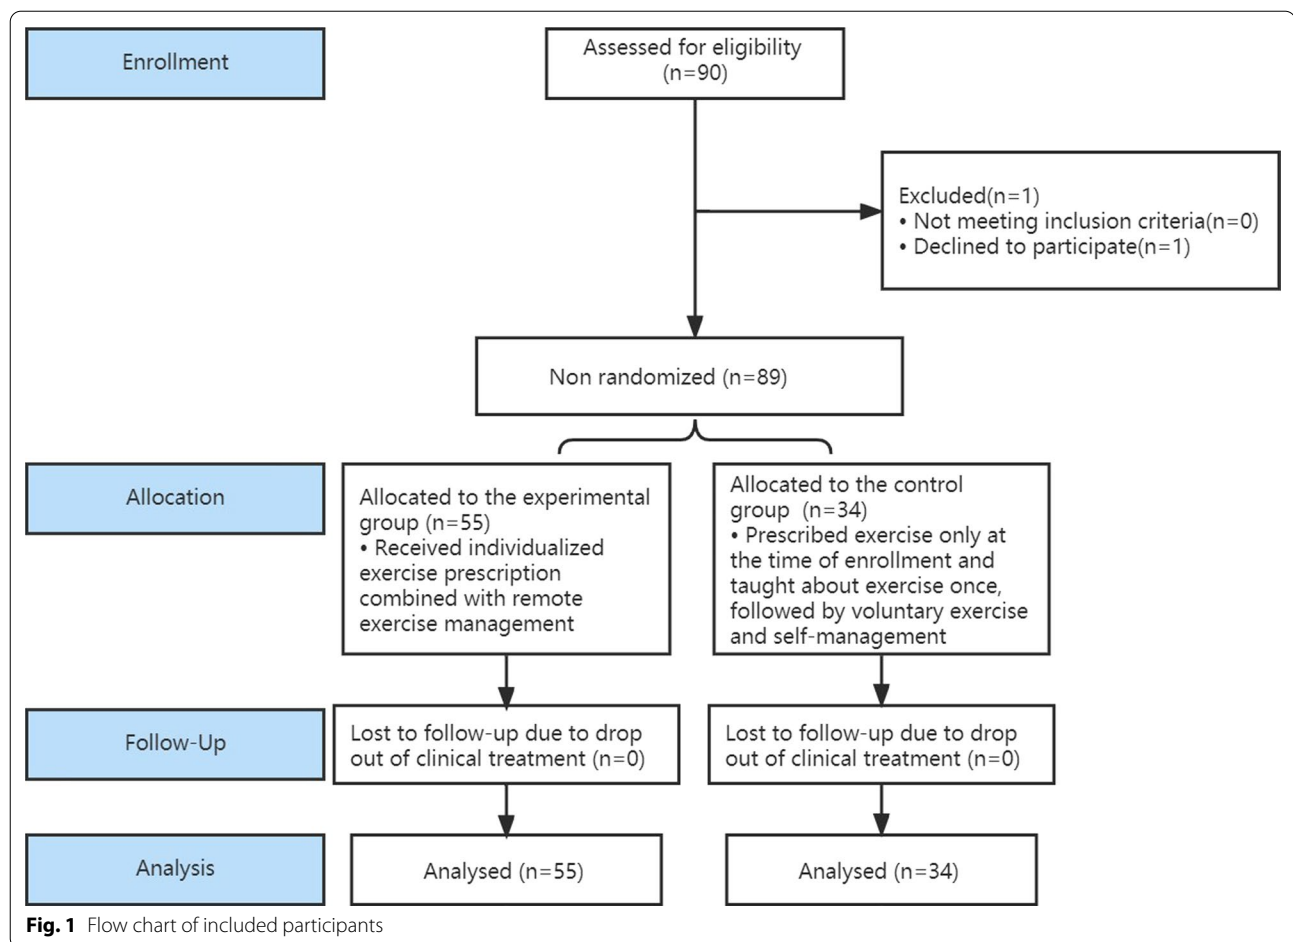 Enrollment
Assessed for eligibility
(n=90)
Excluded(n=1)
• Not meeting inclusion criteria(n=0)
• Declined to participate(n=1)
Non randomized (n=89)
Allocation
Allocated to the experimental
group (n=55)
• Received individualized
exercise prescription
combined with remote
exercise management
Allocated to the control
group (n=34)
• Prescribed exercise only at
the time of enrollment and
taught about exercise once,
followed by voluntary exercise
and self-management
Follow-Up
Lost to follow-up due to drop
out of clinical treatment (n=0)
Lost to follow-up due to drop
out of clinical treatment (n=0)
Analysis
Analysed (n=55)
Analysed (n=34)
Fig. 1 Flow chart of included participants